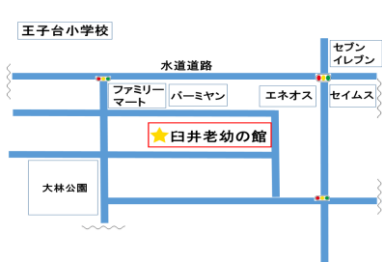 王子台小学校
セブン
イレブン
水道道路
ファミリー
マート
バーミヤン
エネオス
セイムス
臼井老幼の館
大林公園